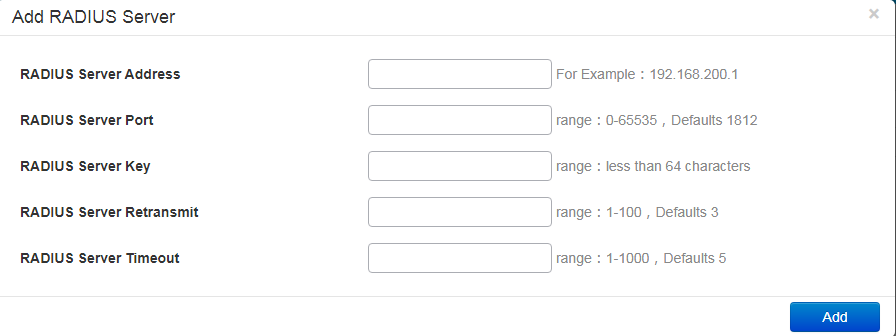 Add RADIUS Server ×
RADIUS Server Address For Example：192.168.200.1
RADIUS Server Port range：0-65535，Defaults 1812
RADIUS Server Key range：less than 64 characters
RADIUS Server Retransmit range：1-100，Defaults 3
RADIUS Server Timeout range：1-1000，Defaults 5
Add